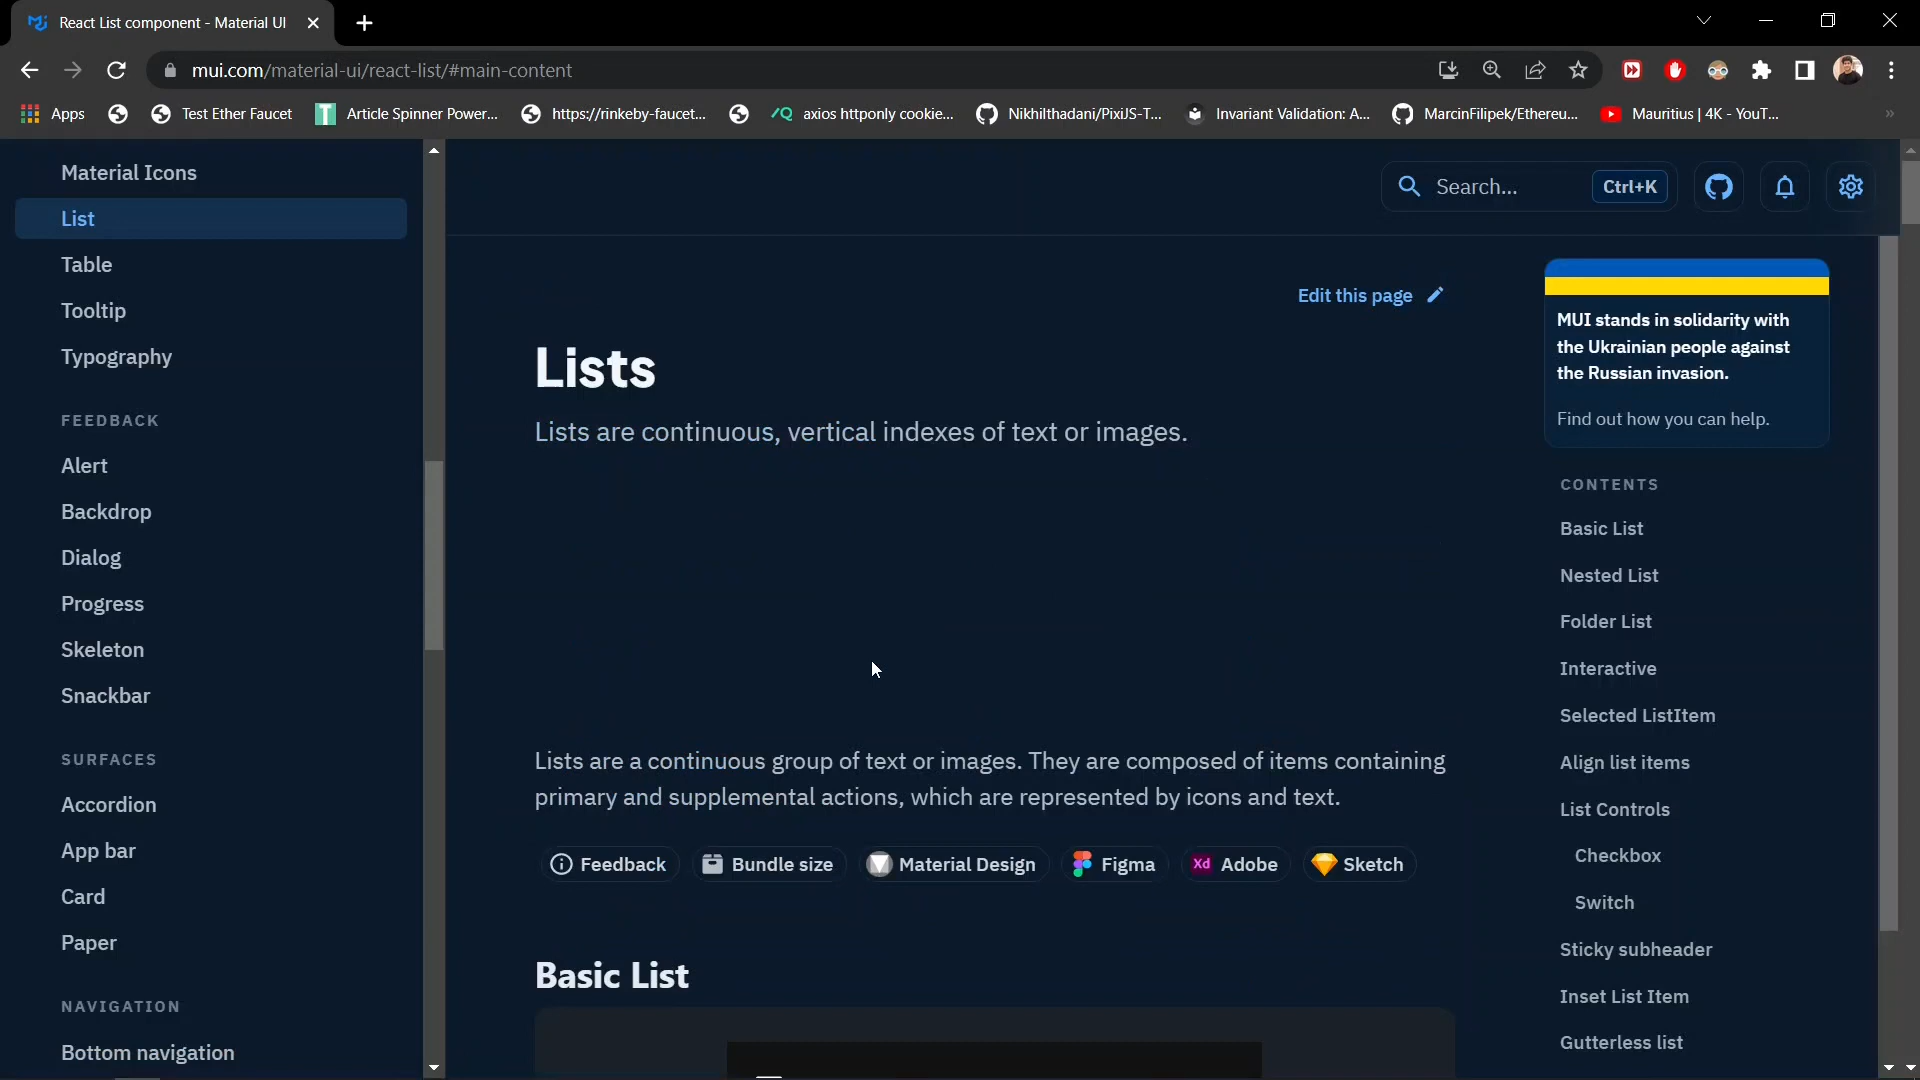 React List component - Material UI
mui.com/material-ui/react-list/#main-content
Apps
Test Ether Faucet
Article Spinner Power...
https://rinkeby-faucet...
axios httponly cookie...
Nikhilthadani/PixiJS-T...
Invariant Validation: A...
MarcinFilipek/Ethereu...
Mauritius | 4K - YouT...
»
Material Icons
List
Table
Tooltip
Typography
FEEDBACK
Alert
Backdrop
Dialog
Progress
Skeleton
Snackbar
SURFACES
Accordion
App bar
Card
Paper
NAVIGATION
Bottom navigation
Search...
Ctrl+K
Edit this page
Lists
Lists are continuous, vertical indexes of text or images.
Lists are a continuous group of text or images. They are composed of items containing
primary and supplemental actions, which are represented by icons and text.
Feedback
Bundle size
Material Design
Figma
Xd Adobe
Sketch
Basic List
MUI stands in solidarity with
the Ukrainian people against
the Russian invasion.
Find out how you can help.
CONTENTS
Basic List
Nested List
Folder List
Interactive
Selected ListItem
Align list items
List Controls
Checkbox
Switch
Sticky subheader
Inset List Item
Gutterless list